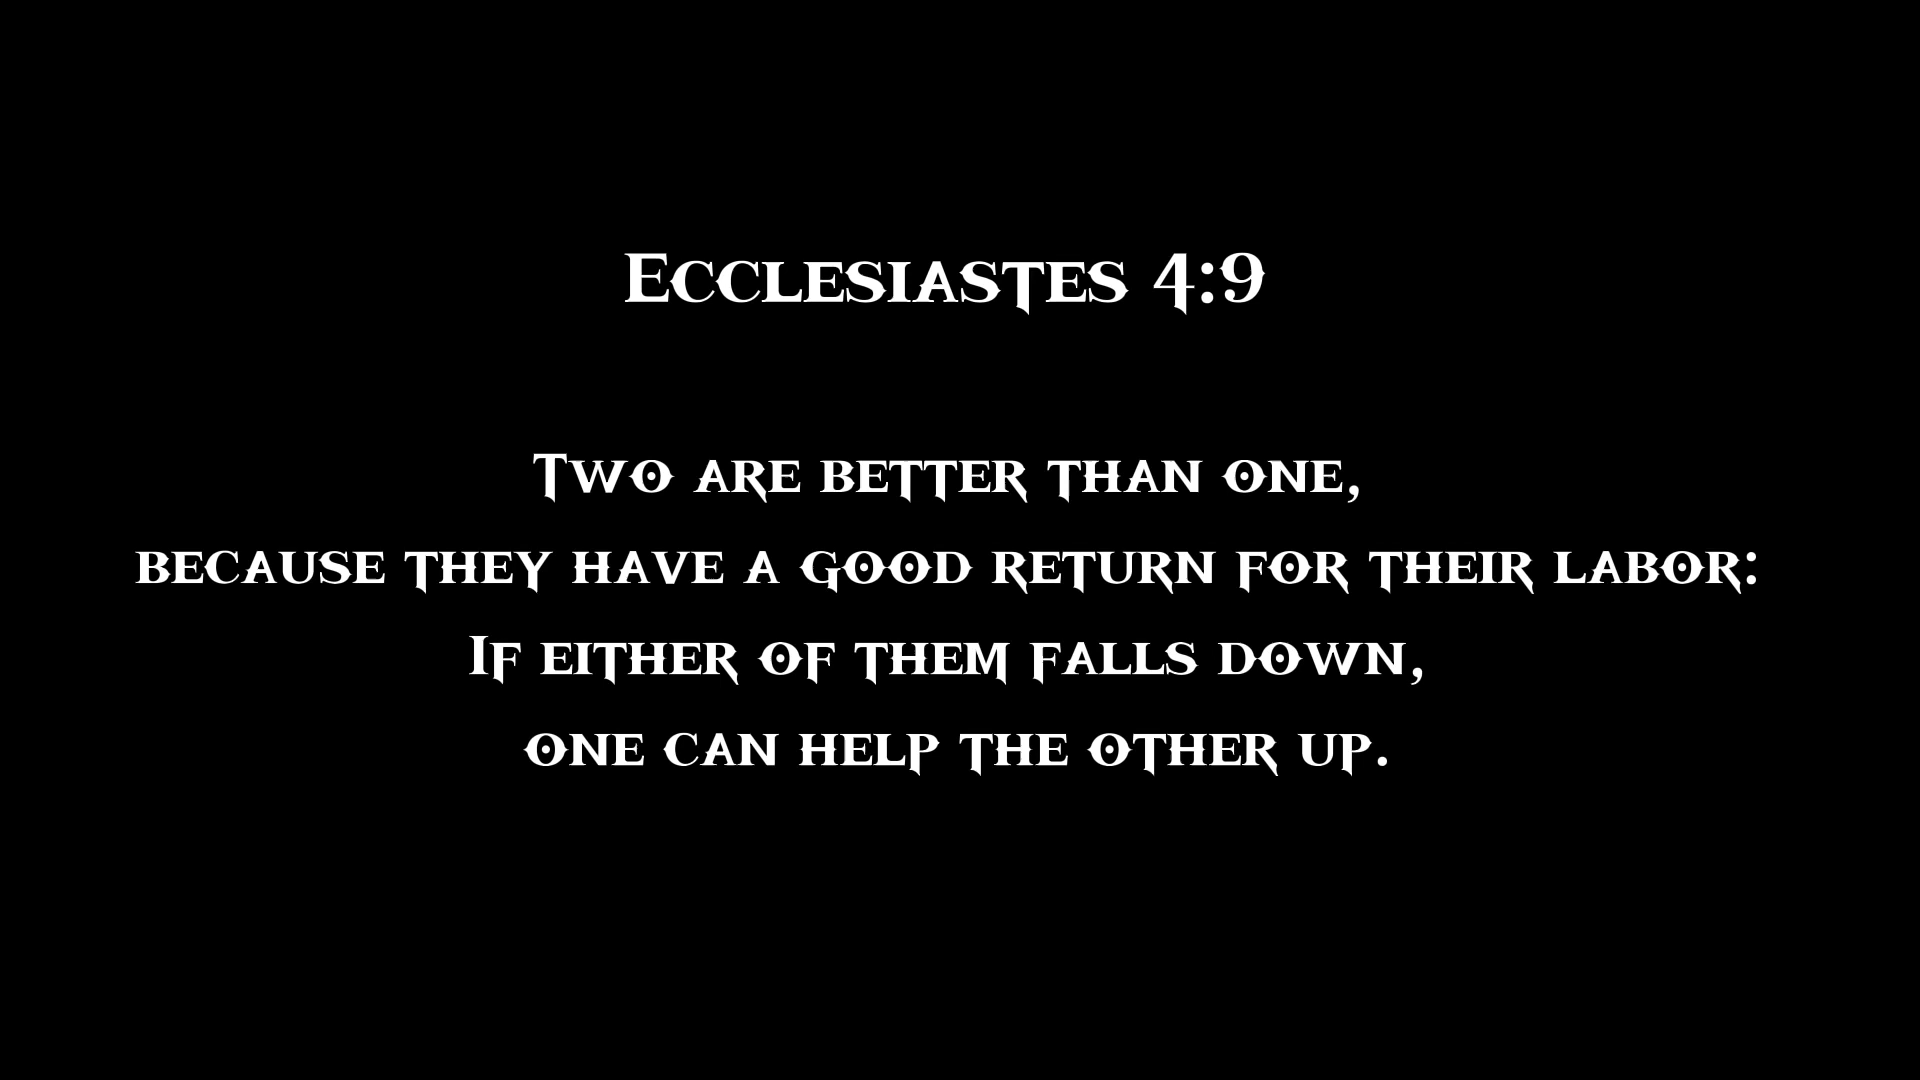 Ecclesiastes 4:9
Two are better than one,
because they have a good return for their labor:
If either of them falls down,
one can help the other up.